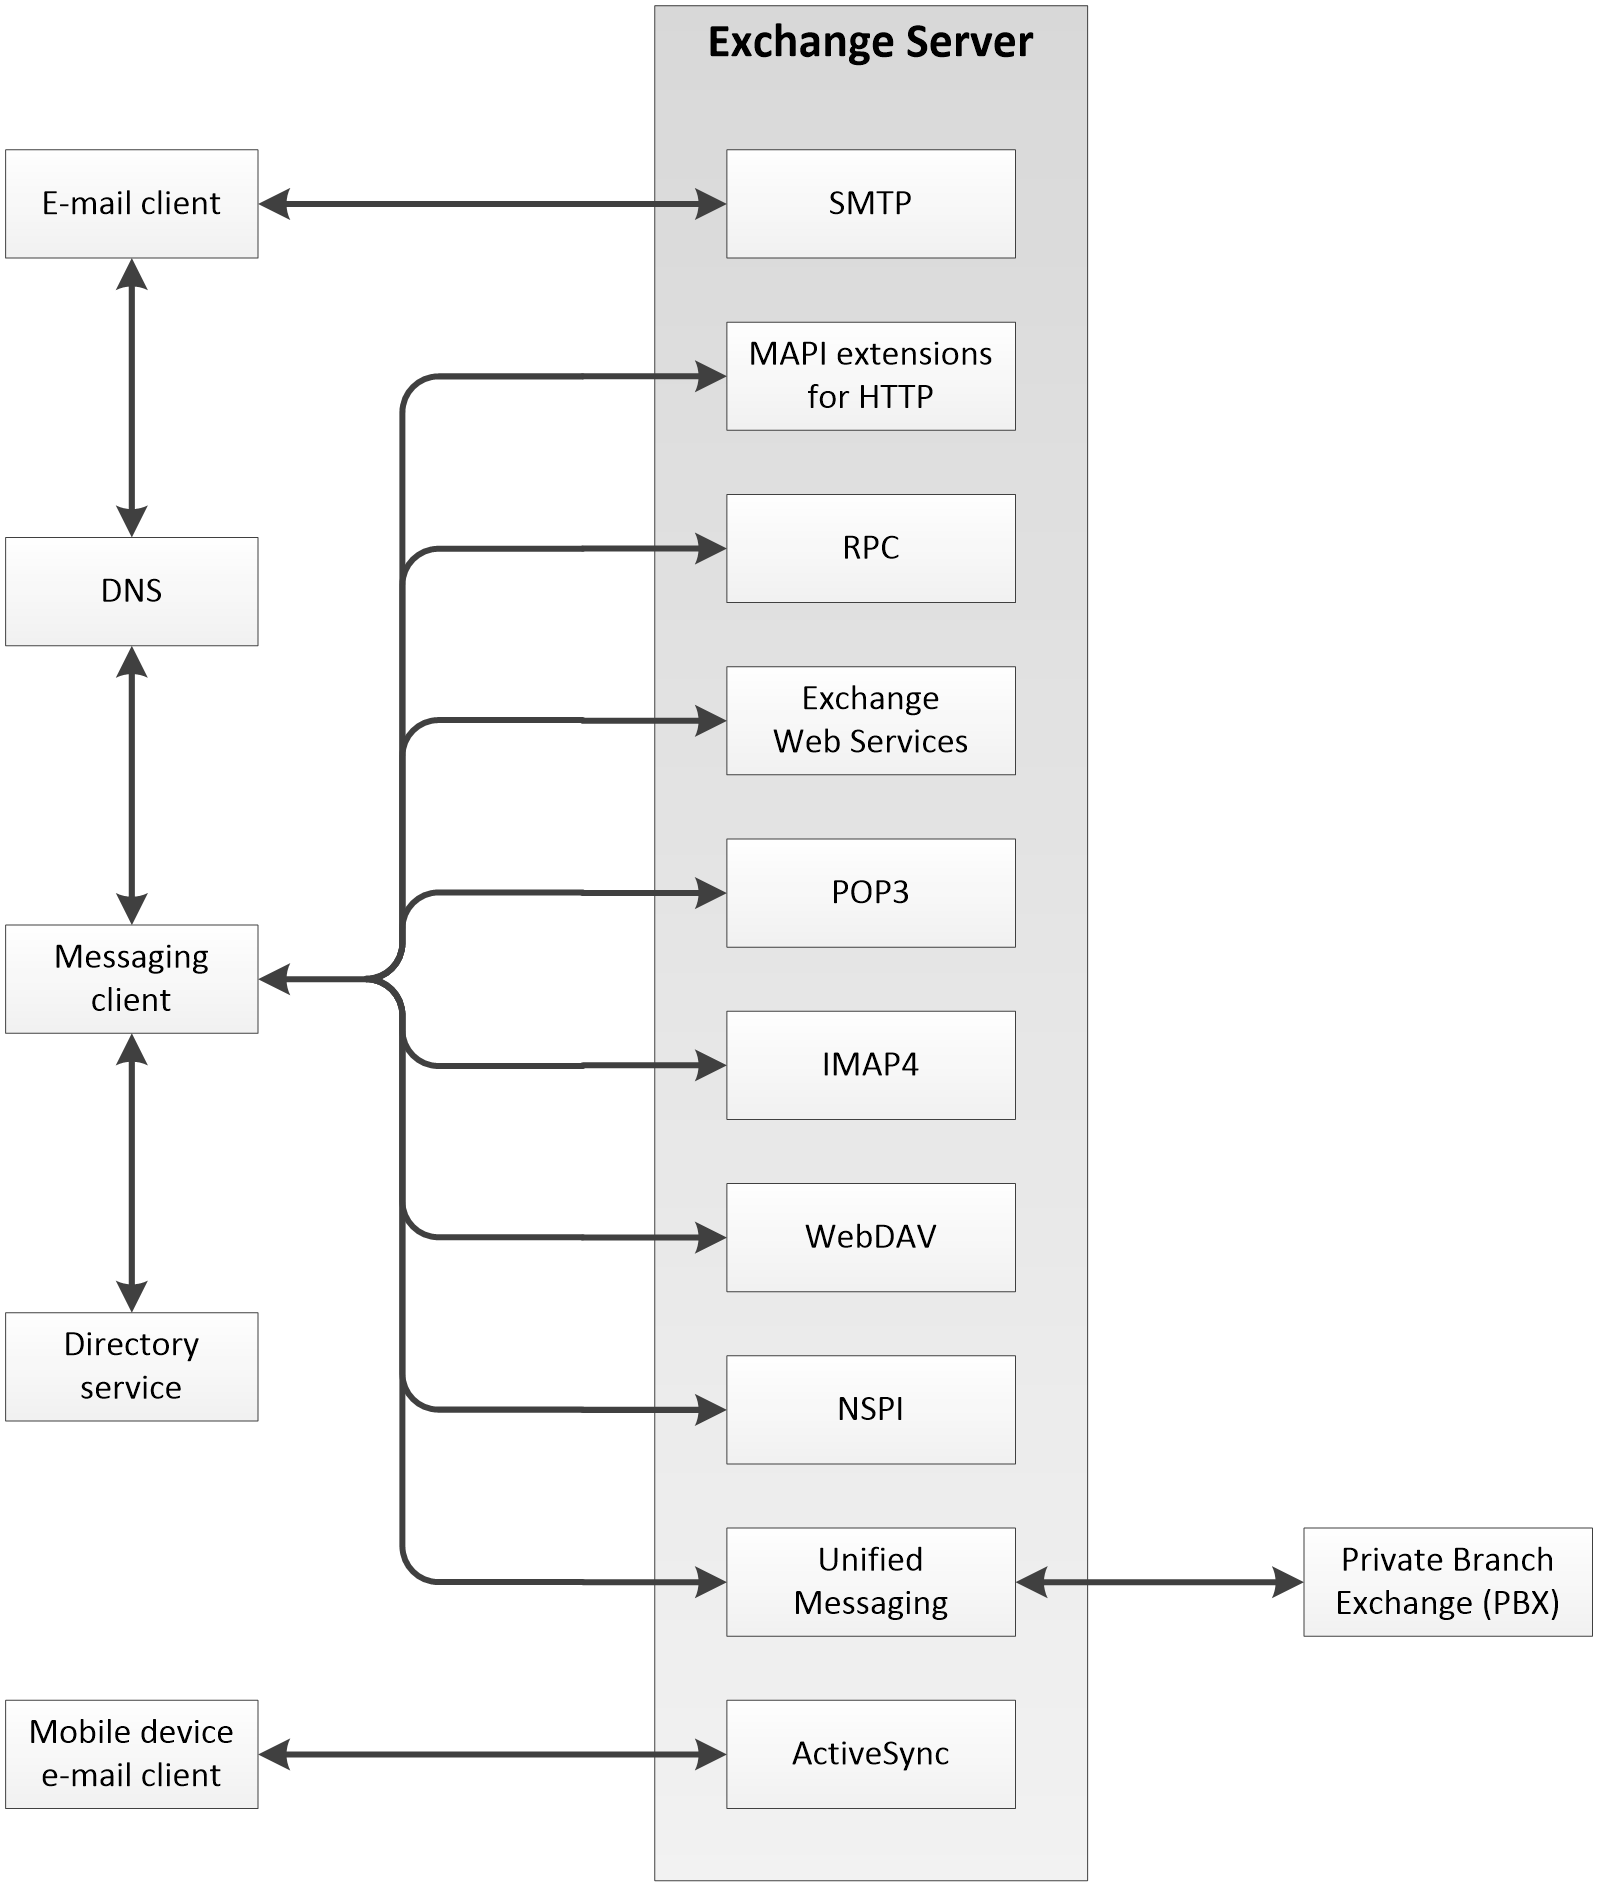 Exchange Server
E-mail client
SMTP
MAPI extensions
for HTTP
RPC
DNS
Exchange
Web Services
POP3
Messaging
client
IMAP4
WebDAV
Directory
service
NSPI
Unified
Messaging
Private Branch
Exchange (PBX)
Mobile device
e-mail client
ActiveSync